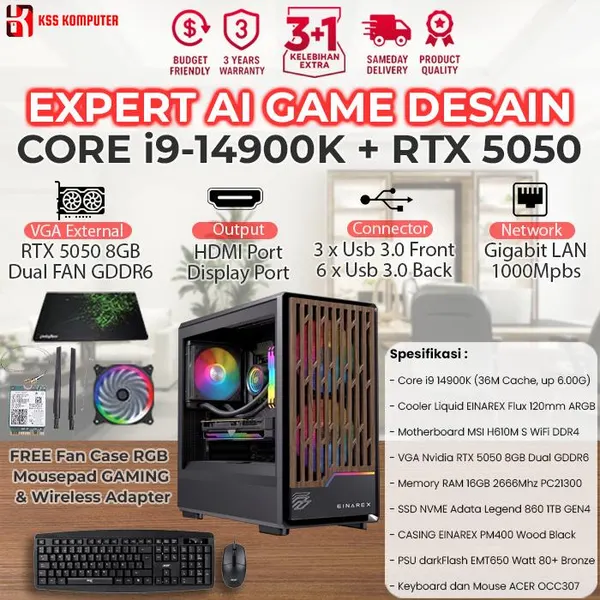 KSS KOMPUTER
BUDGET
FRIENDLY
3 YEARS
WARRANTY
3+1
KELEBIHAN
EXTRA
SAMEDAY
DELIVERY
PRODUCT
QUALITY
EXPERT AI GAME DESAIN
CORE i9-14900K + RTX 5050
VGA External
RTX 5050 8GB
Dual FAN GDDR6
Output
HDMI Port
Display Port
Connector
3 x Usb 3.0 Front
6 x Usb 3.0 Back
Network
Gigabit LAN
1000Mpbs
FREE Fan Case RGB
Mousepad GAMING
& Wireless Adapter
EINAREX
Spesifikasi :
- Core i9 14900K (36M Cache, up 6.00G)
- Cooler Liquid EINAREX Flux 120mm ARGB
- Motherboard MSI H610M S WiFi DDR4
- VGA Nvidia RTX 5050 8GB Dual GDDR6
- Memory RAM 16GB 2666Mhz PC21300
- SSD NVME Adata Legend 860 1TB GEN4
- CASING EINAREX PM400 Wood Black
- PSU darkFlash EMT650 Watt 80+ Bronze
- Keyboard dan Mouse ACER OCC307